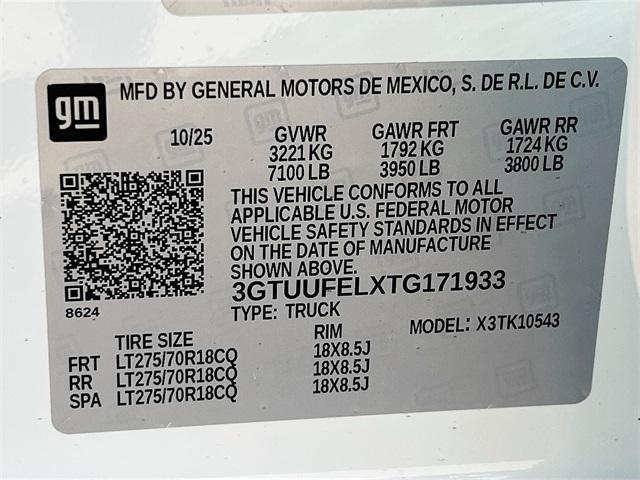 gm
MFD BY GENERAL MOTORS DE MEXICO, S. DE R.L. DE C.V.
10/25 GVWR GAWR FRT GAWR RR
3221 KG 1792 KG 1724 KG
7100 LB 3950 LB 3800 LB
THIS VEHICLE CONFORMS TO ALL
APPLICABLE U.S. FEDERAL MOTOR
VEHICLE SAFETY STANDARDS IN EFFECT
ON THE DATE OF MANUFACTURE
SHOWN ABOVE.
8624
3GTUUFELXTG171933
TYPE: TRUCK MODEL: X3TK10543
TIRE SIZE RIM
FRT LT275/70R18CQ 18X8.5J
RR LT275/70R18CQ 18X8.5J
SPA LT275/70R18CQ 18X8.5J